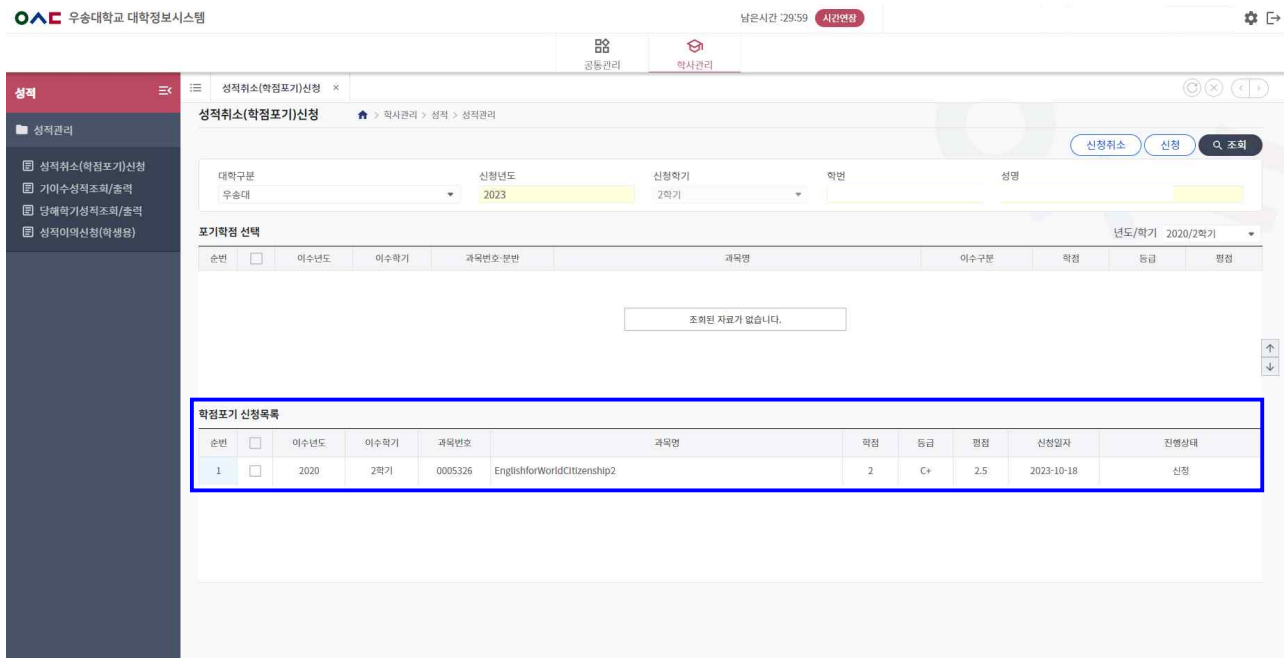 우송대학교 대학정보시스템
남은시간 :29:59 시간연장
공통관리 학사관리
성적
성적취소(학점포기)신청 ×
성적취소(학점포기)신청 > 학사관리 > 성적 > 성적관리
성적관리
성적취소(학점포기)신청
기이수성적조회/출력
당해학기성적조회/출력
성적이의신청(학생용)
신청취소 신청 조회
대학구분 신청년도 신청학기 학번 성명
우송대 2023 2학기
포기학점 선택 년도/학기 2020/2학기
순번 이수년도 이수학기 과목번호-분반 과목명 이수구분 학점 등급 평점
조회된 자료가 없습니다.
학점포기 신청목록
순번 이수년도 이수학기 과목번호 과목명 학점 등급 평점 신청일자 진행상태
1 2020 2학기 0005326 EnglishforWorldCitizenship2 2 C+ 2.5 2023-10-18 신청